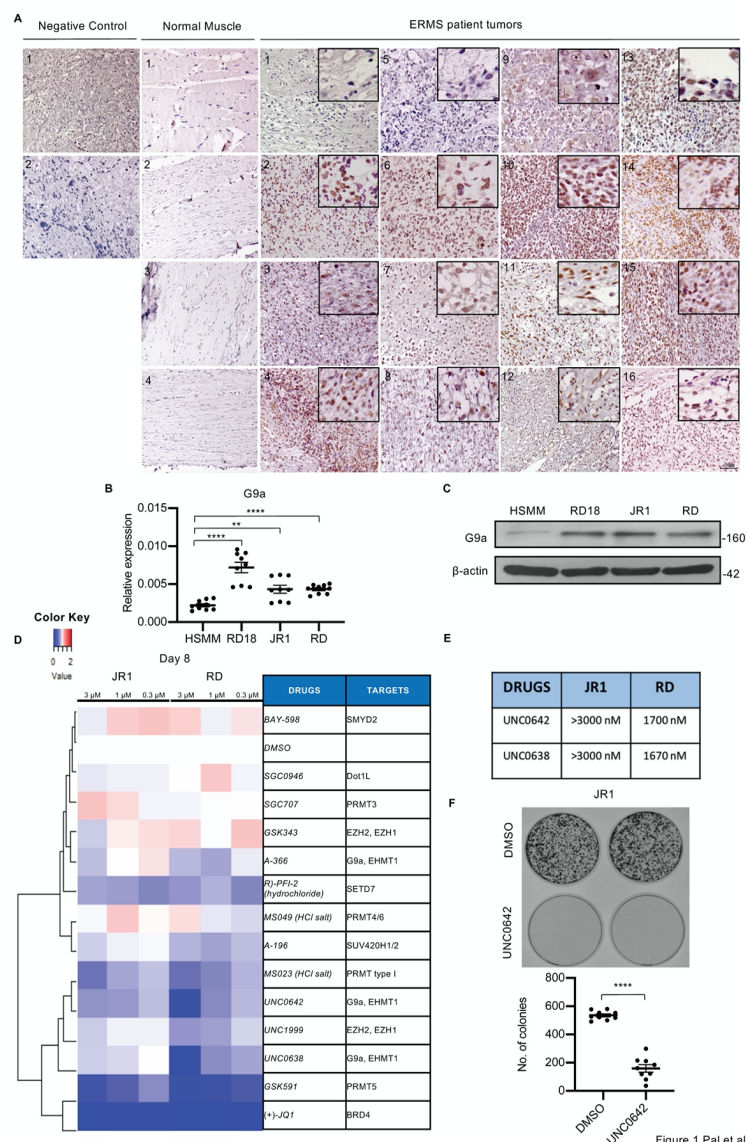 A
Negative Control Normal Muscle ERMS patient tumors
1 1 1 5 9 13
2 2 2 6 10 14
3 3 7 11 15
4 4 8 12 16
B
G9a
Relative expression
0.015
0.010
0.005
0.000
****
**
****
HSMM RD18 JR1 RD
C
HSMM RD18 JR1 RD
G9a -160
β-actin -42
Color Key
0 2
Value
D
Day 8
JR1 RD
3 µM 1 µM 0.3 µM 3 µM 1 µM 0.3 µM DRUGS TARGETS
BAY-598 SMYD2
DMSO
SGC0946 Dot1L
SGC707 PRMT3
GSK343 EZH2, EZH1
A-366 G9a, EHMT1
R)-PFI-2
(hydrochloride) SETD7
MS049 (HCl salt) PRMT4/6
A-196 SUV420H1/2
MS023 (HCl salt) PRMT type I
UNC0642 G9a, EHMT1
UNC1999 EZH2, EZH1
UNC0638 G9a, EHMT1
GSK591 PRMT5
(+)-JQ1 BRD4
E
DRUGS JR1 RD
UNC0642 >3000 nM 1700 nM
UNC0638 >3000 nM 1670 nM
F
JR1
DMSO
UNC0642
No. of colonies
800
600
400
200
0
****
DMSO
UNC0642
Figure 1 Pal et al